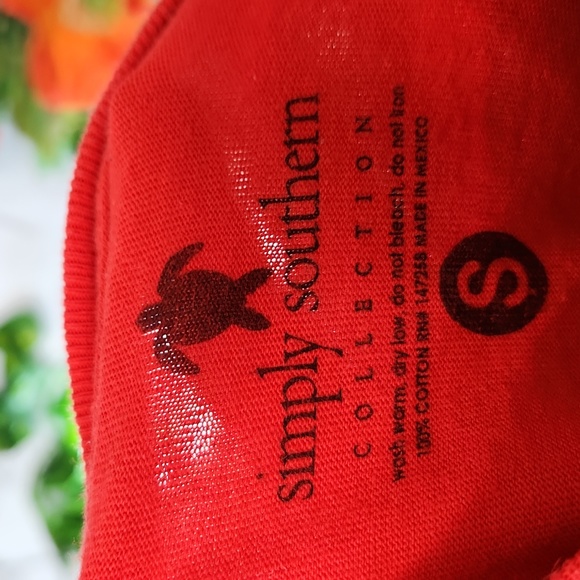 simply southern
COLLECTION
wash warm. dry low. do not bleach. do not iron
100% COTTON RN# 147268 MADE IN MEXICO
S